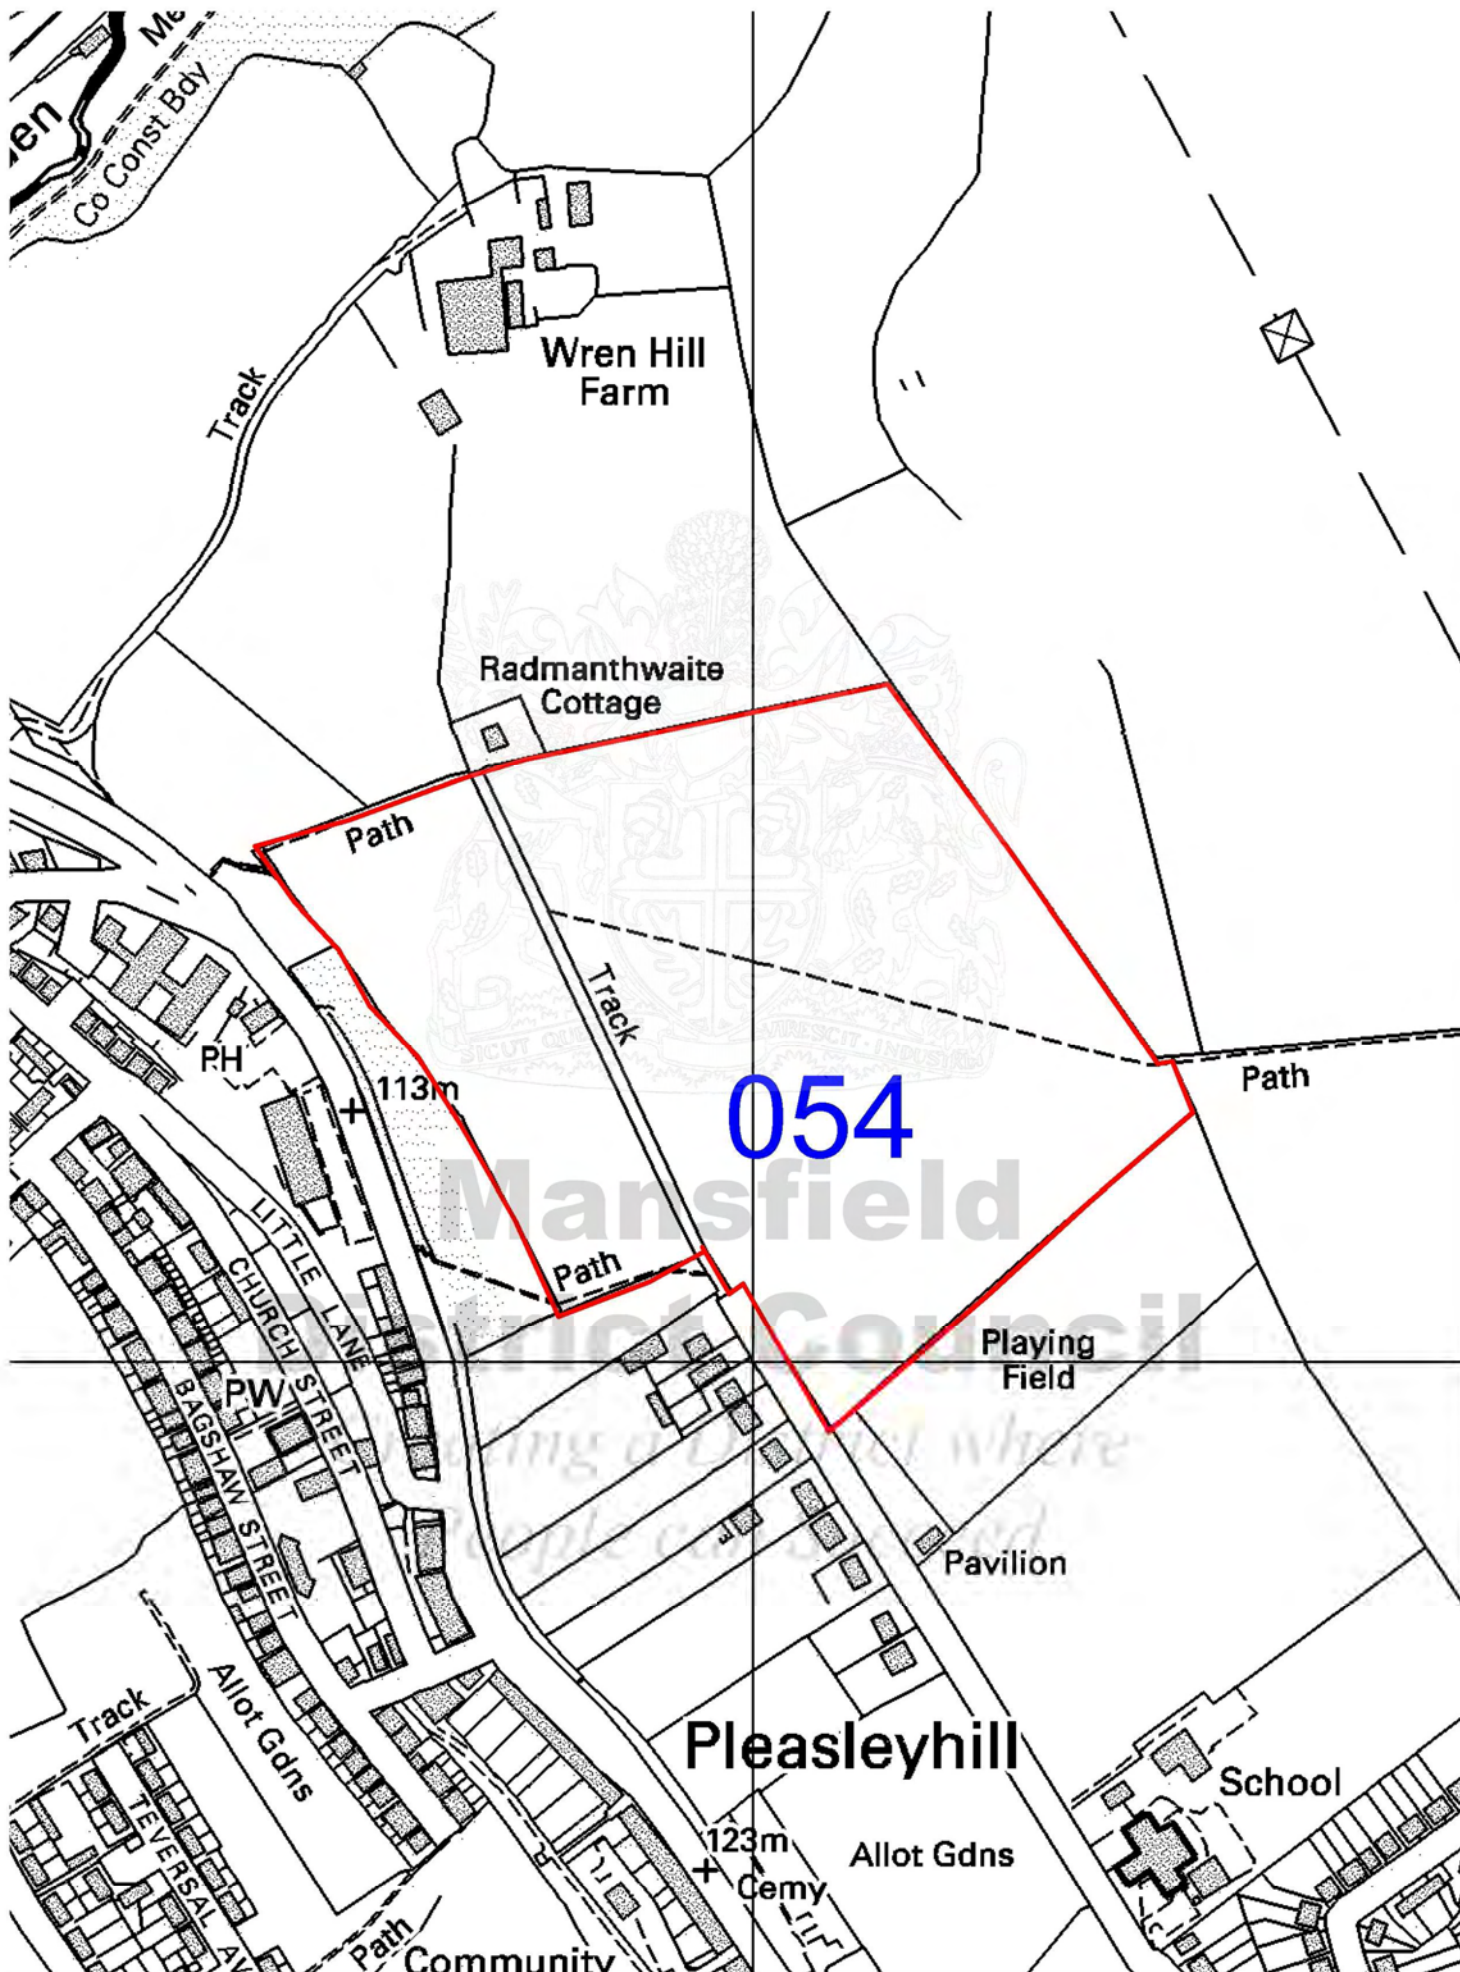 Co Const Bdy
Track
Wren Hill
Farm
Radmanthwaite
Cottage
Path
Track
PH
113m
054
Path
Mansfield
District Council
Path
LITTLE LANE
CHURCH STREET
PW
BAGSHAW STREET
Playing
Field
Pavilion
Track
Allot Gdns
Pleasleyhill
School
TEVERSAL AV
123m
Allot Gdns
Cemy
Path
Community